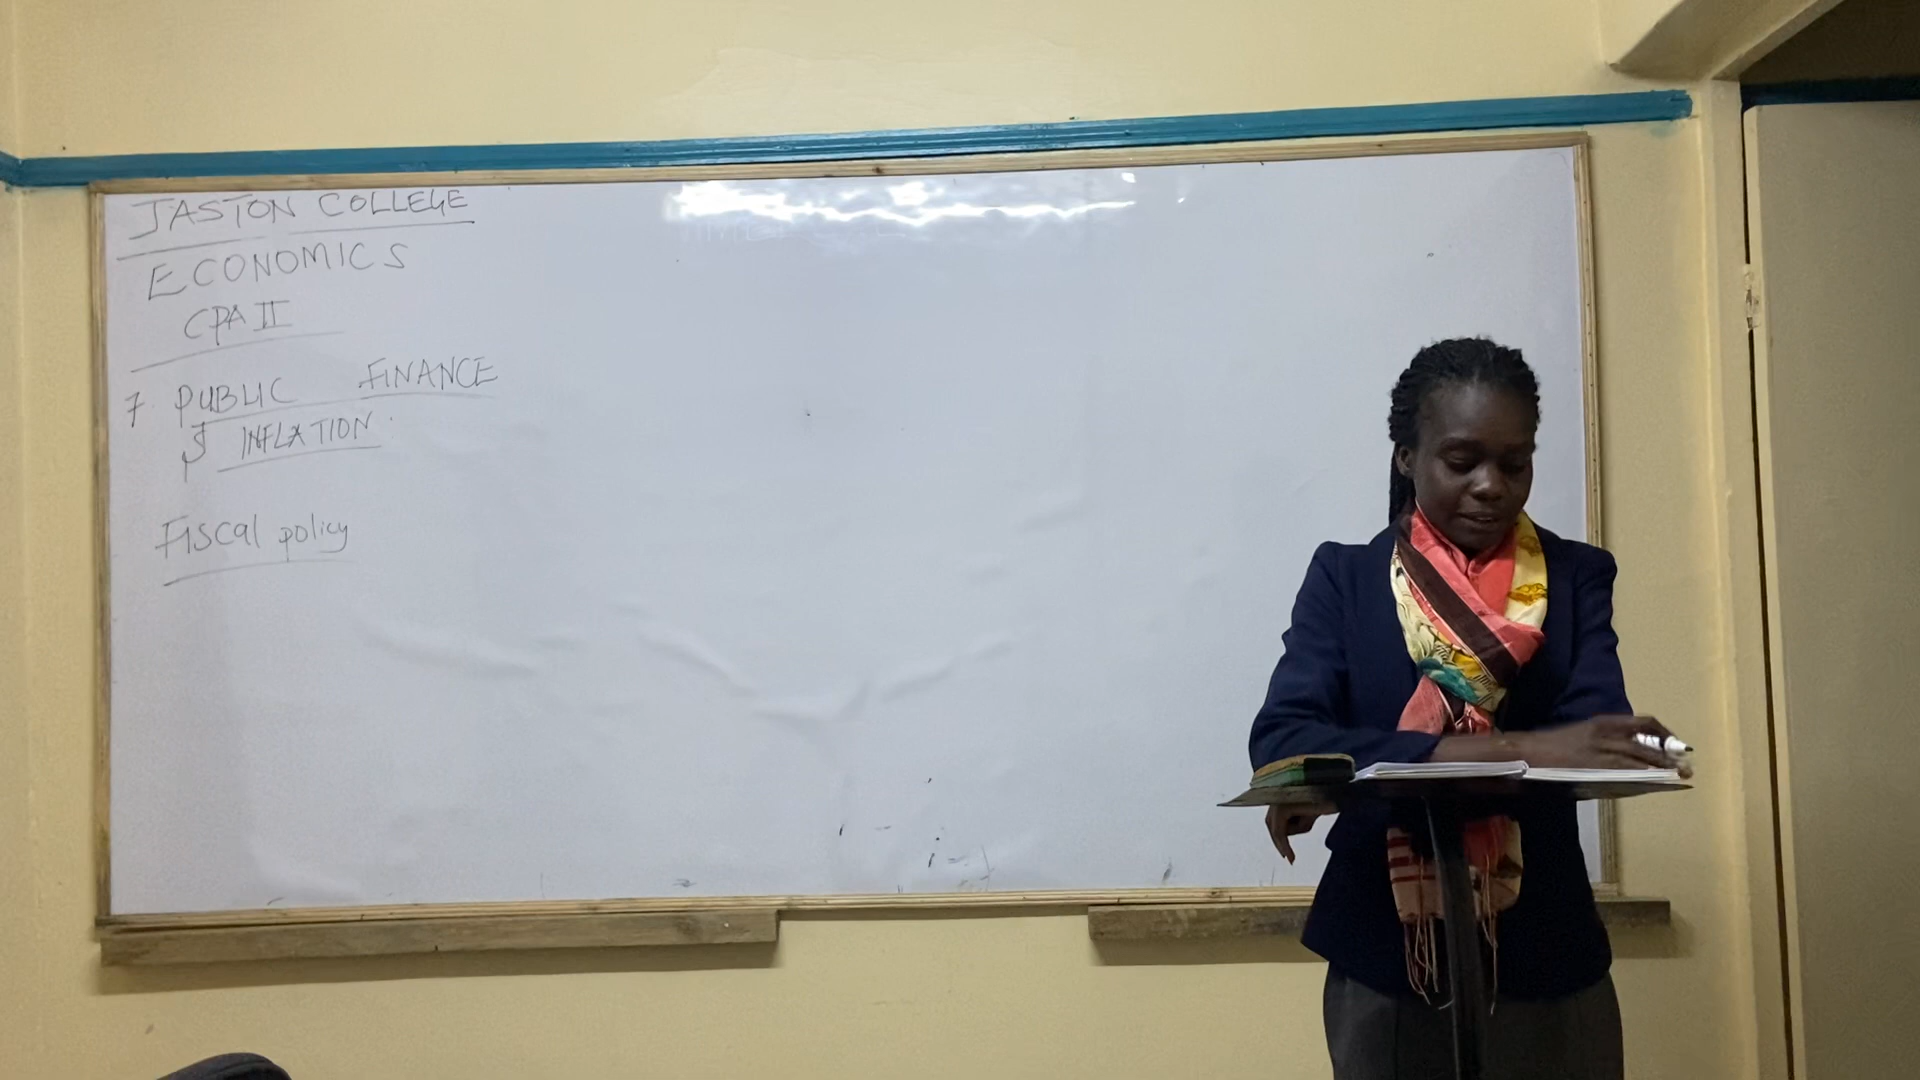 JASTON COLLEGE
ECONOMICS
CPA II
7 PUBLIC FINANCE
& INFLATION
Fiscal policy